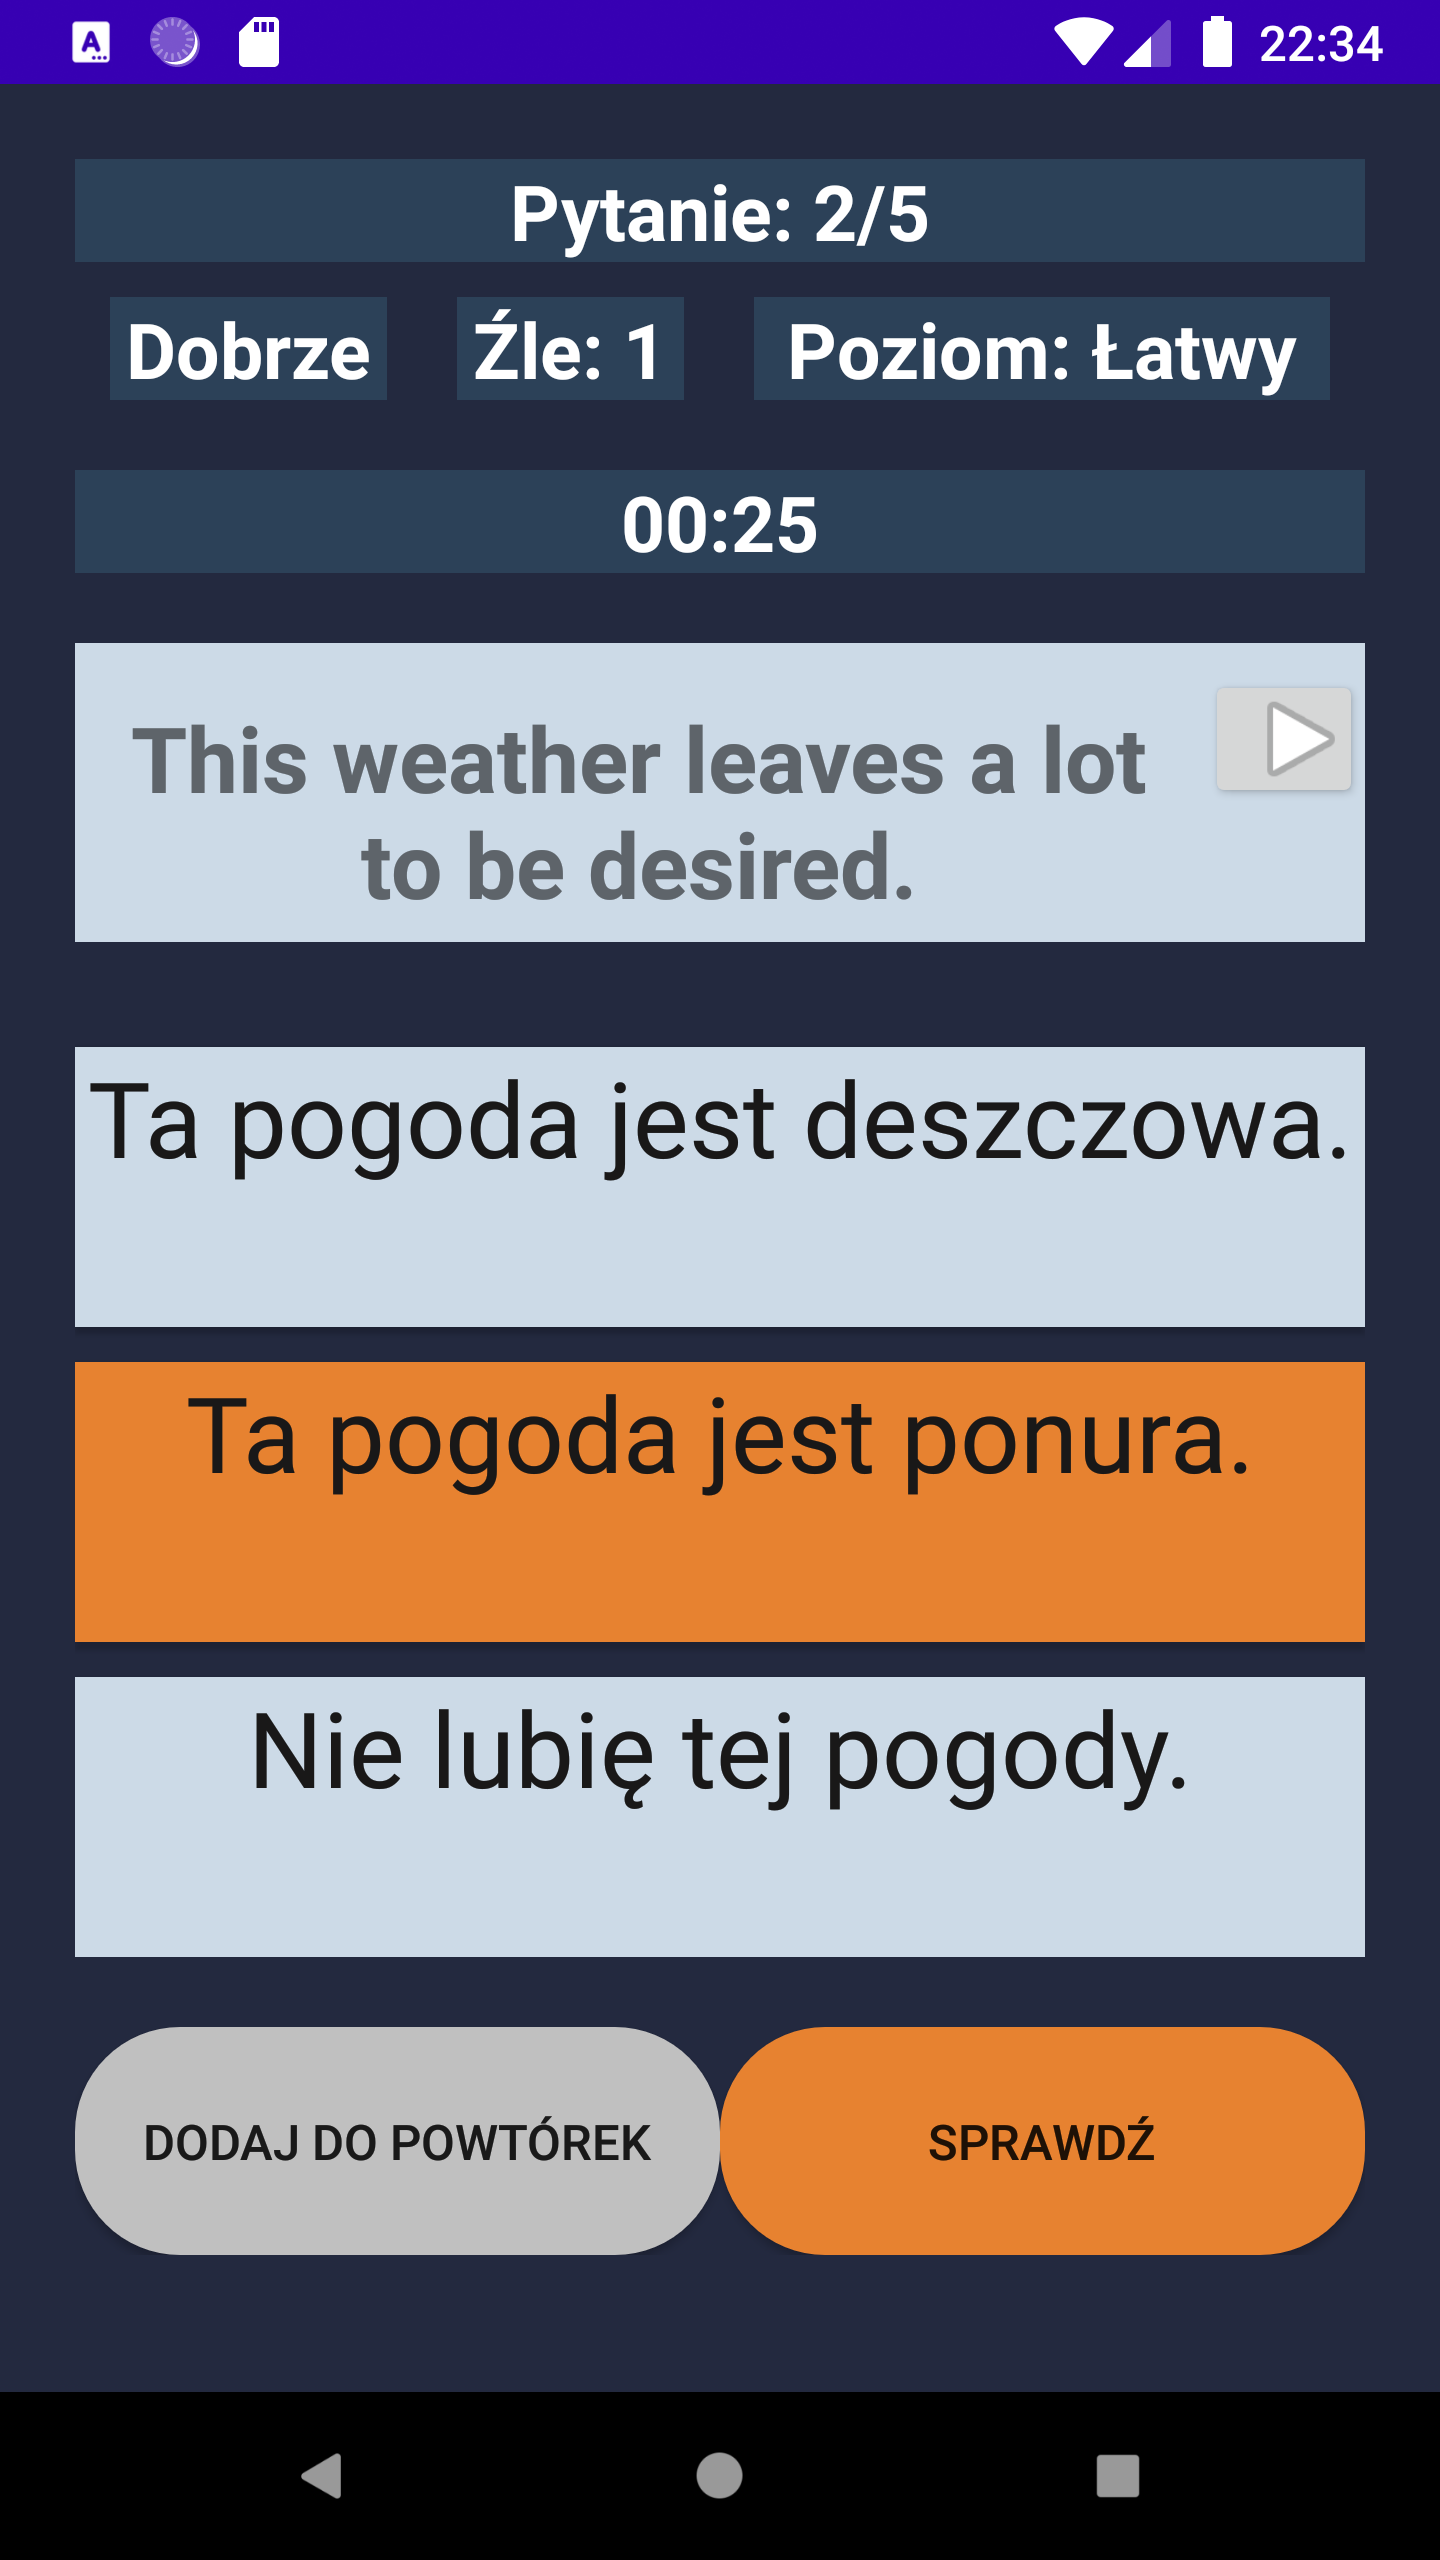 22:34
Pytanie: 2/5
Dobrze
Źle: 1
Poziom: Łatwy
00:25
This weather leaves a lot
to be desired.
Ta pogoda jest deszczowa.
Ta pogoda jest ponura.
Nie lubię tej pogody.
DODAJ DO POWTÓREK
SPRAWDŹ